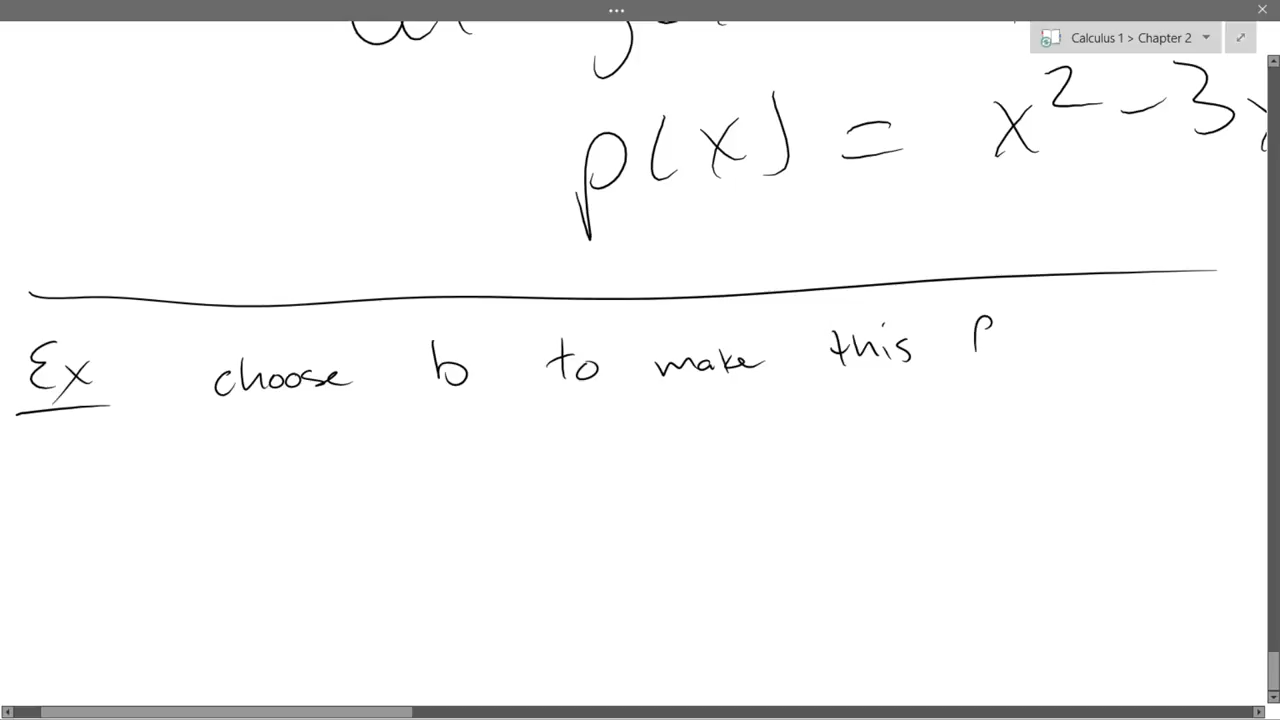 Calculus 1 > Chapter 2
p(x) = x² - 3
Ex choose b to make this